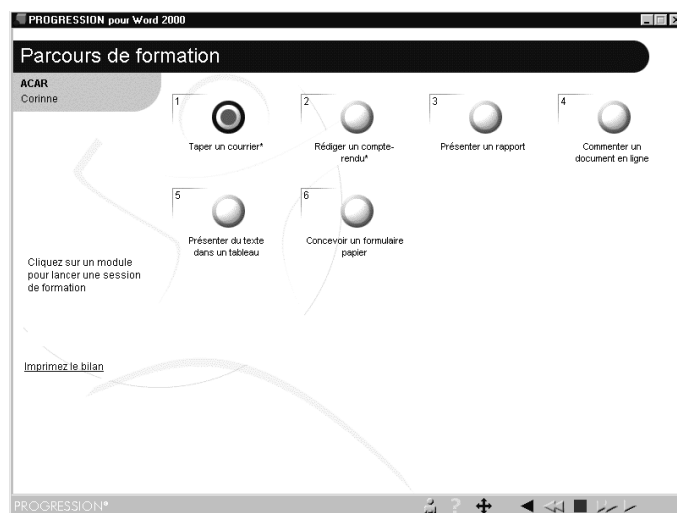 PROGRESSION pour Word 2000
Parcours de formation
ACAR
Corinne
1
Taper un courrier*
2
Rédiger un compte-
rendu*
3
Présenter un rapport
4
Commenter un
document en ligne
5
Présenter du texte
dans un tableau
6
Concevoir un formulaire
papier
Cliquez sur un module
pour lancer une session
de formation
Imprimez le bilan
PROGRESSION®
?